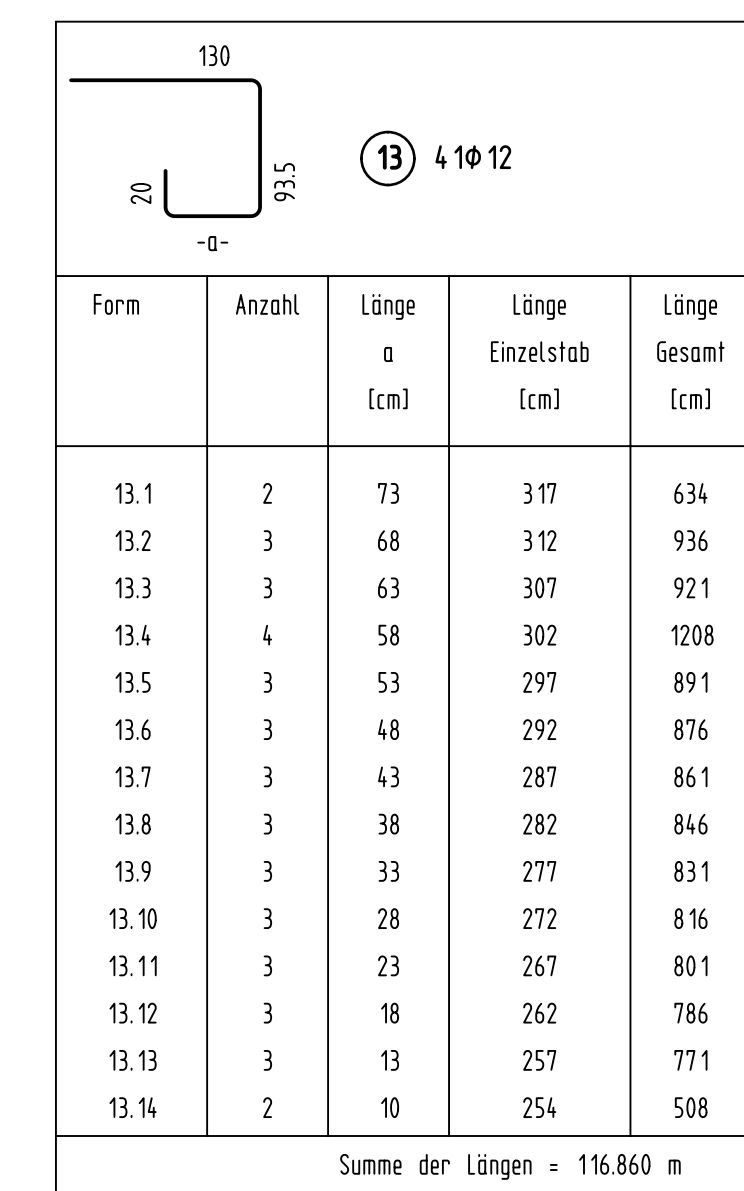 130
20
93.5
-a-
13 41Φ12
Form Anzahl Länge Länge Länge
a Einzelstab Gesamt
[cm] [cm] [cm]
13.1 2 73 317 634
13.2 3 68 312 936
13.3 3 63 307 921
13.4 4 58 302 1208
13.5 3 53 297 891
13.6 3 48 292 876
13.7 3 43 287 861
13.8 3 38 282 846
13.9 3 33 277 831
13.10 3 28 272 816
13.11 3 23 267 801
13.12 3 18 262 786
13.13 3 13 257 771
13.14 2 10 254 508
Summe der Längen = 116.860 m